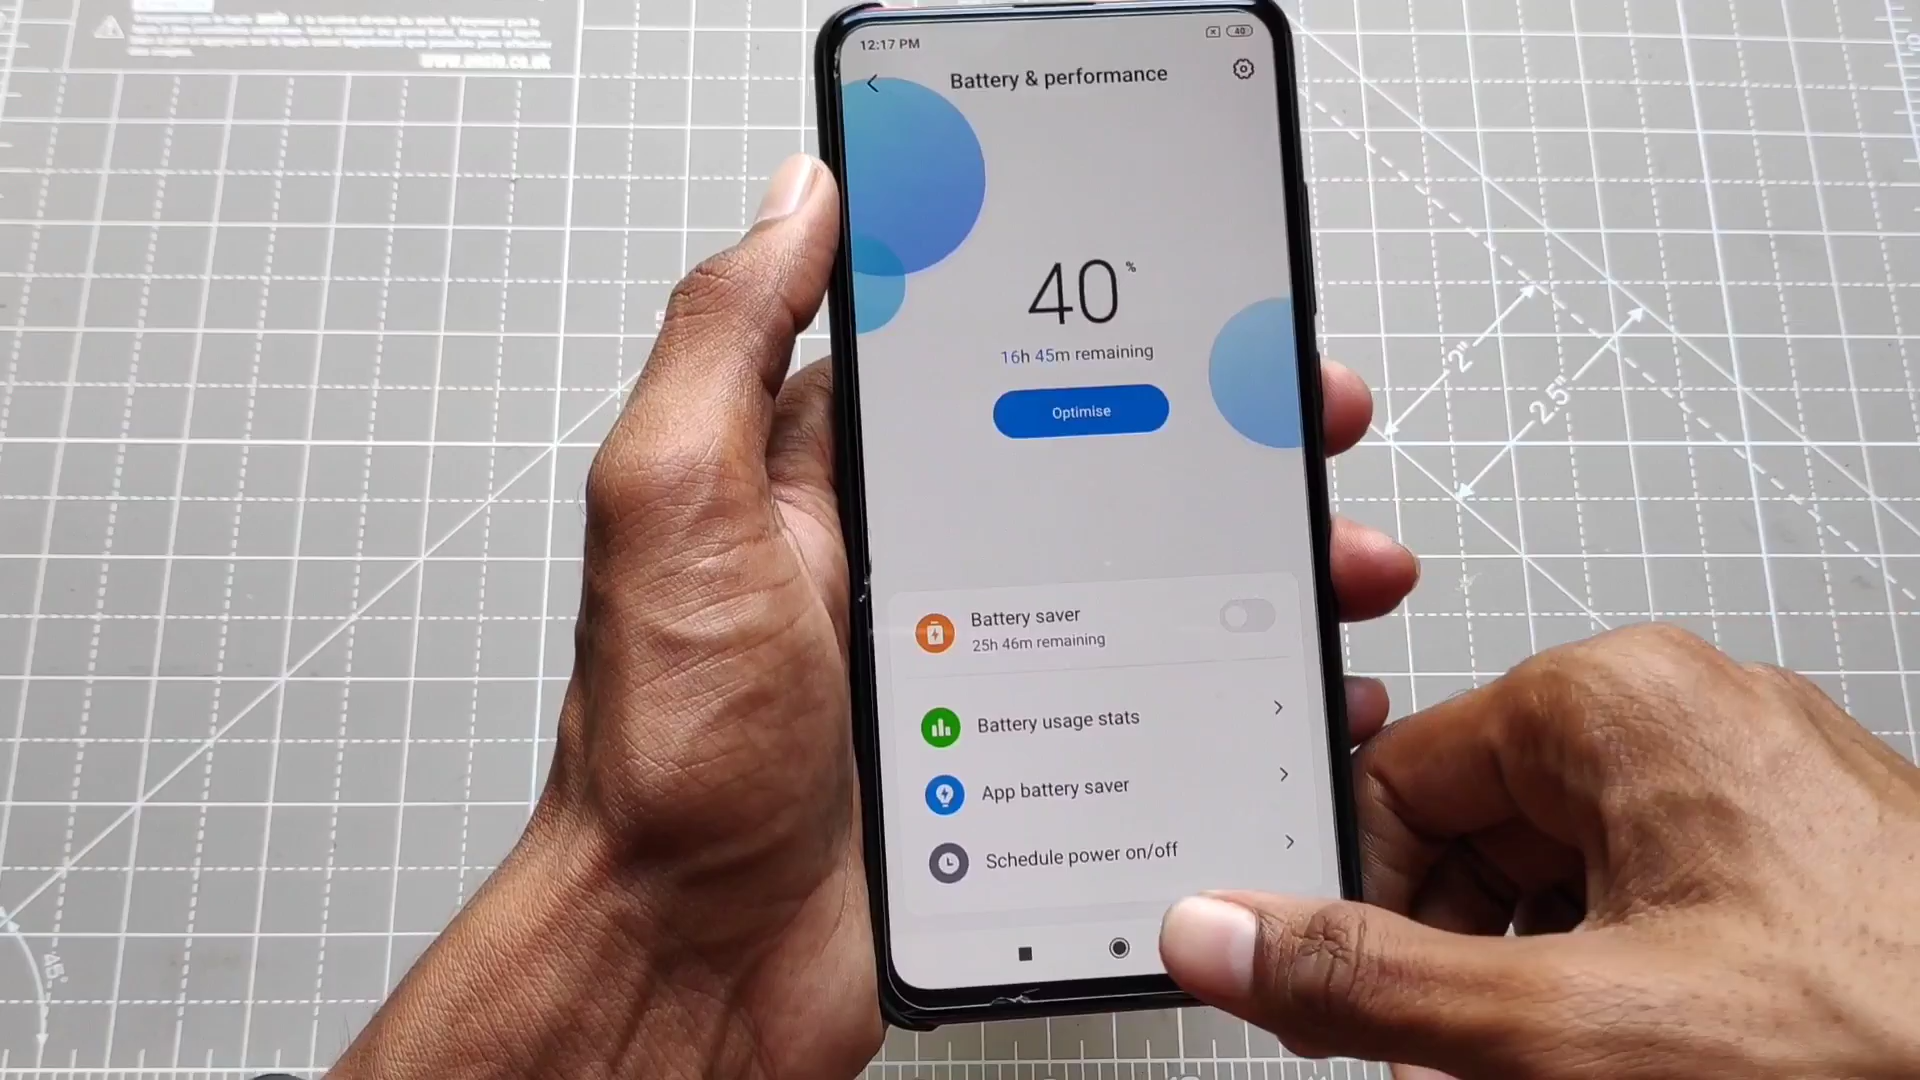 12:17 PM
40
Battery & performance
40 %
16h 45m remaining
Optimise
Battery saver
25h 46m remaining
Battery usage stats
App battery saver
Schedule power on/off
2"
2.5"
45°